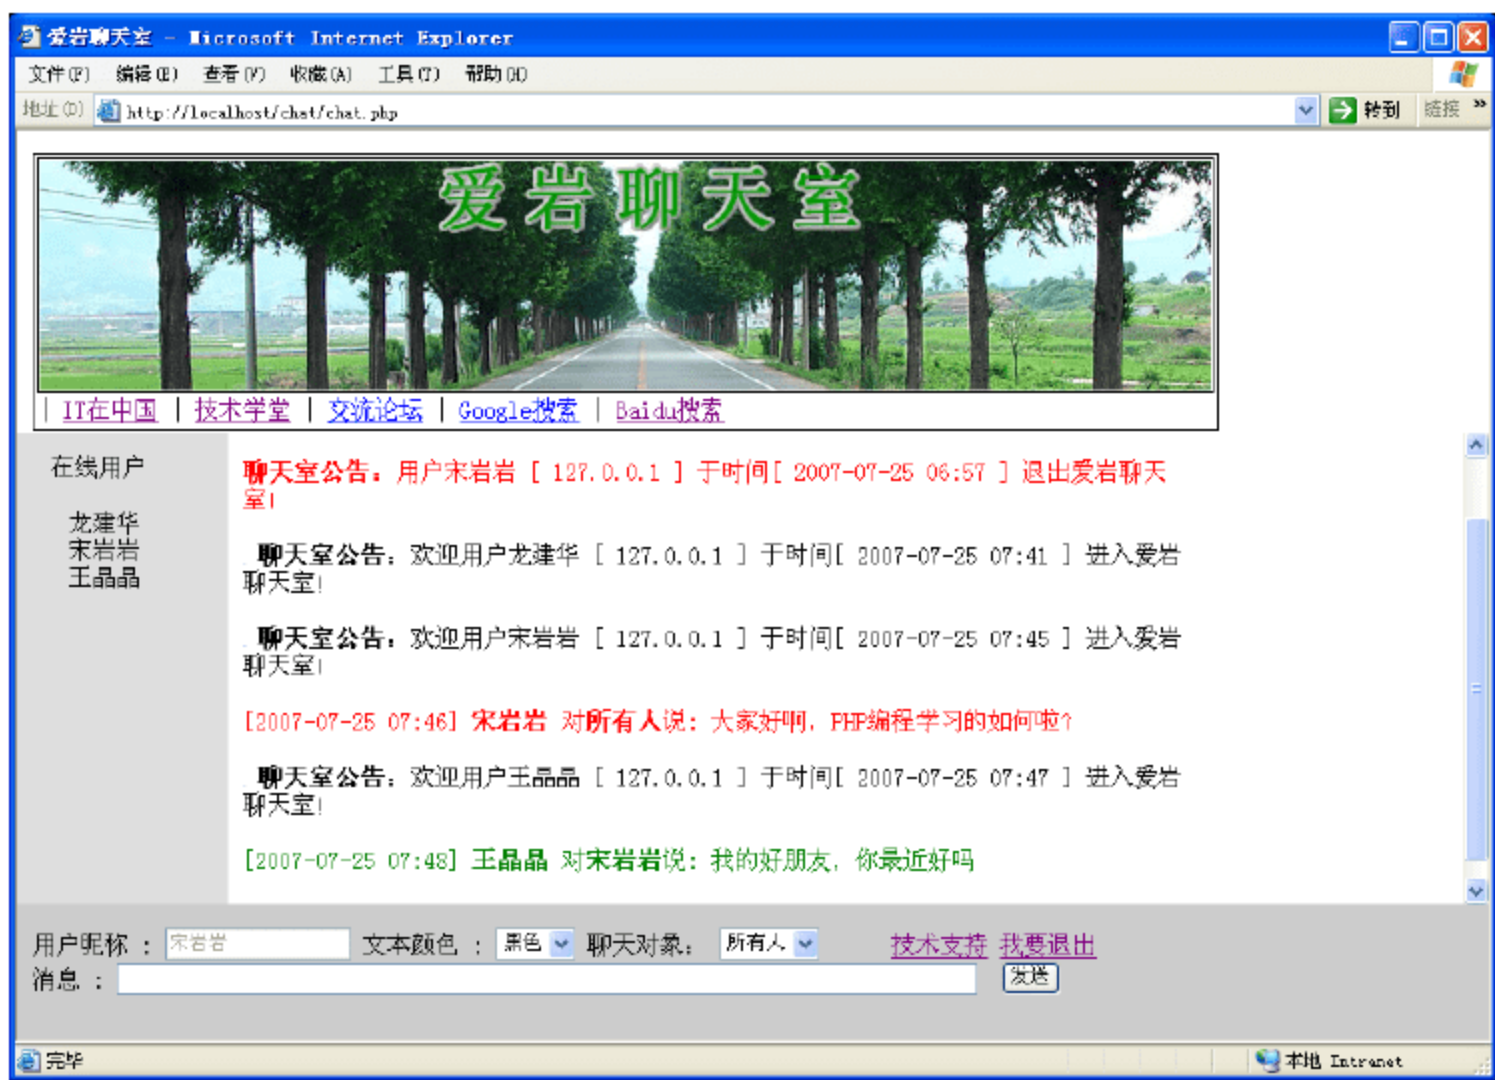 爱岩聊天室 - Microsoft Internet Explorer
文件(F) 编辑(E) 查看(V) 收藏(A) 工具(T) 帮助(H)
地址(D) http://localhost/chat/chat.php 转到 链接 »
爱岩聊天室
| IT在中国 | 技术学堂 | 交流论坛 | Google搜索 | Baidu搜索
在线用户
龙建华
宋岩岩
王晶晶
聊天室公告：用户宋岩岩 [ 127.0.0.1 ] 于时间[ 2007-07-25 06:57 ] 退出爱岩聊天
室!
聊天室公告：欢迎用户龙建华 [ 127.0.0.1 ] 于时间[ 2007-07-25 07:41 ] 进入爱岩
聊天室!
聊天室公告：欢迎用户宋岩岩 [ 127.0.0.1 ] 于时间[ 2007-07-25 07:45 ] 进入爱岩
聊天室!
[2007-07-25 07:46] 宋岩岩 对所有人说：大家好啊，PHP编程学习的如何啦?
聊天室公告：欢迎用户王晶晶 [ 127.0.0.1 ] 于时间[ 2007-07-25 07:47 ] 进入爱岩
聊天室!
[2007-07-25 07:48] 王晶晶 对宋岩岩说：我的好朋友，你最近好吗
用户昵称 ： 宋岩岩 文本颜色 ： 黑色 聊天对象： 所有人 技术支持 我要退出
消息 ： 发送
完毕 本地 Intranet